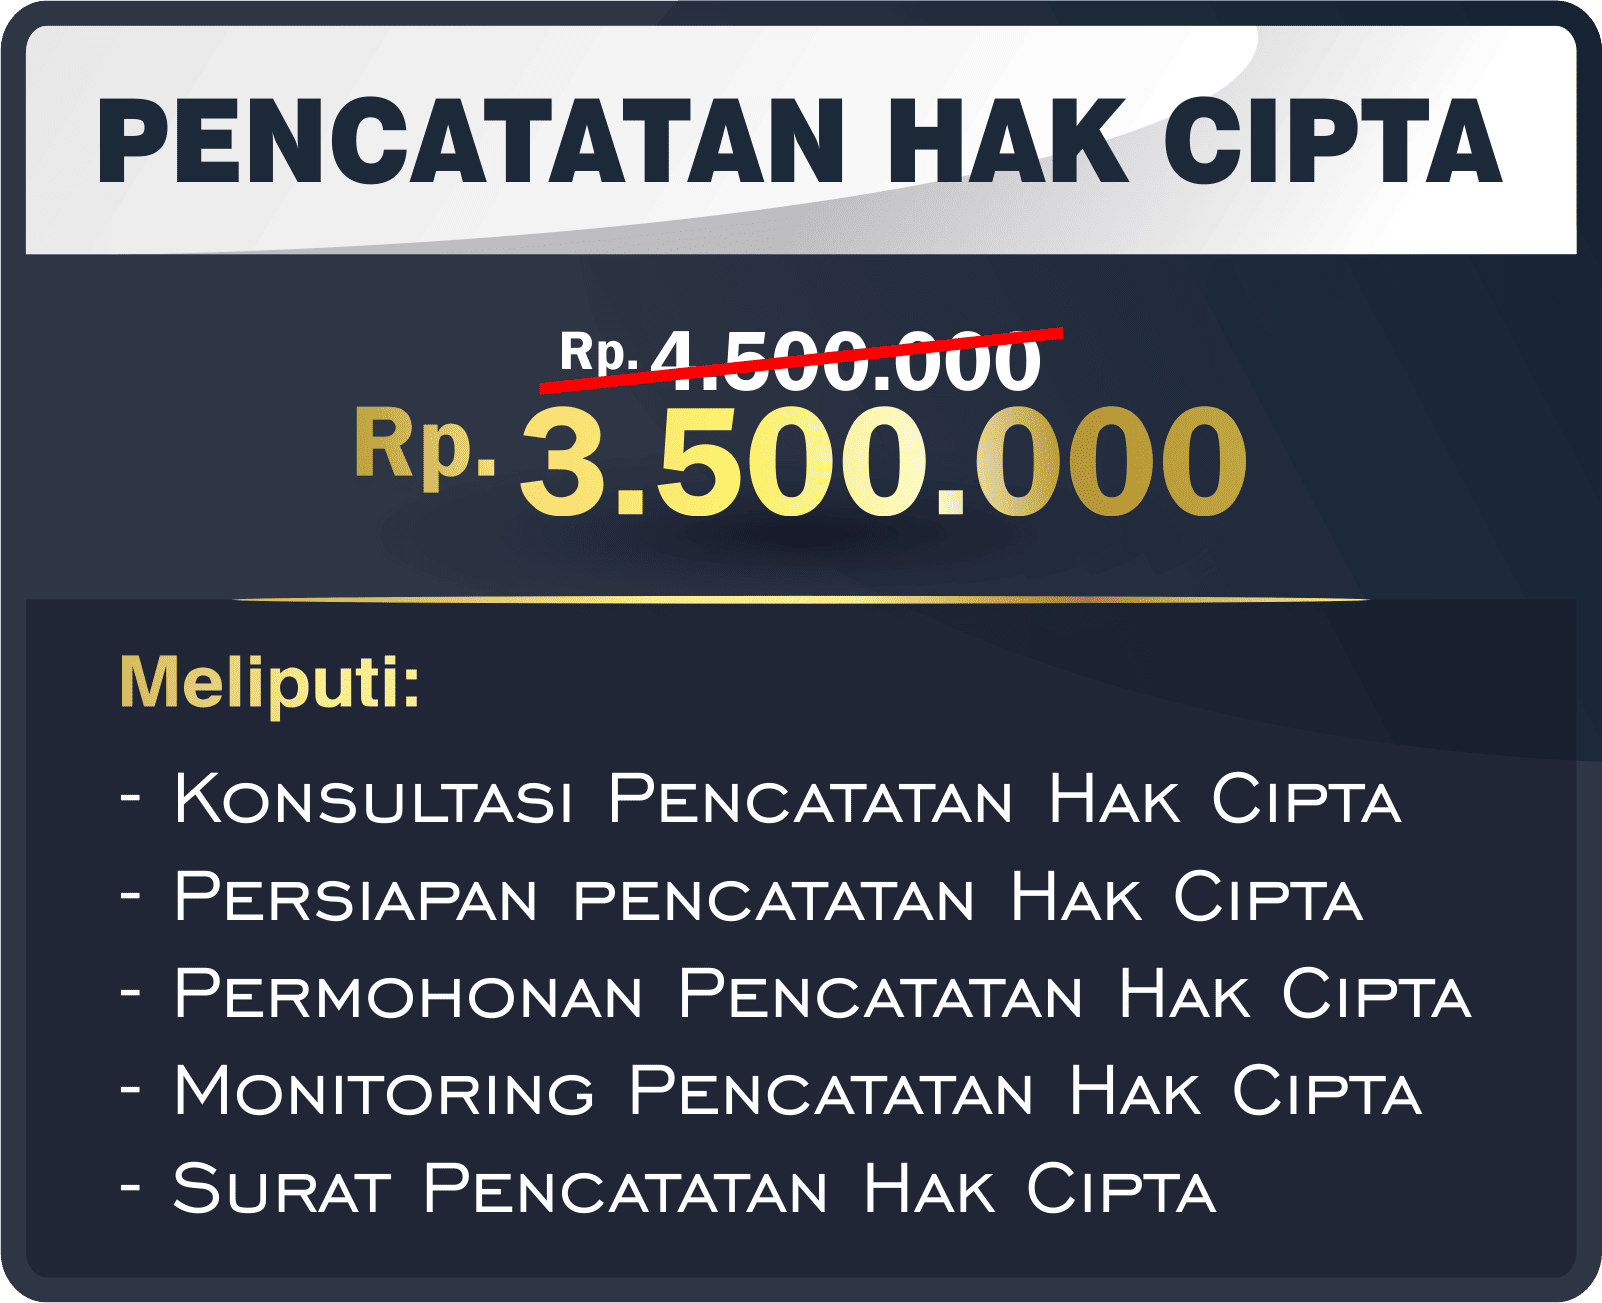 PENCATATAN HAK CIPTA
Rp. 4.500.000
Rp. 3.500.000
Meliputi:
- Konsultasi Pencatatan Hak Cipta
- Persiapan pencatatan Hak Cipta
- Permohonan Pencatatan Hak Cipta
- Monitoring Pencatatan Hak Cipta
- Surat Pencatatan Hak Cipta